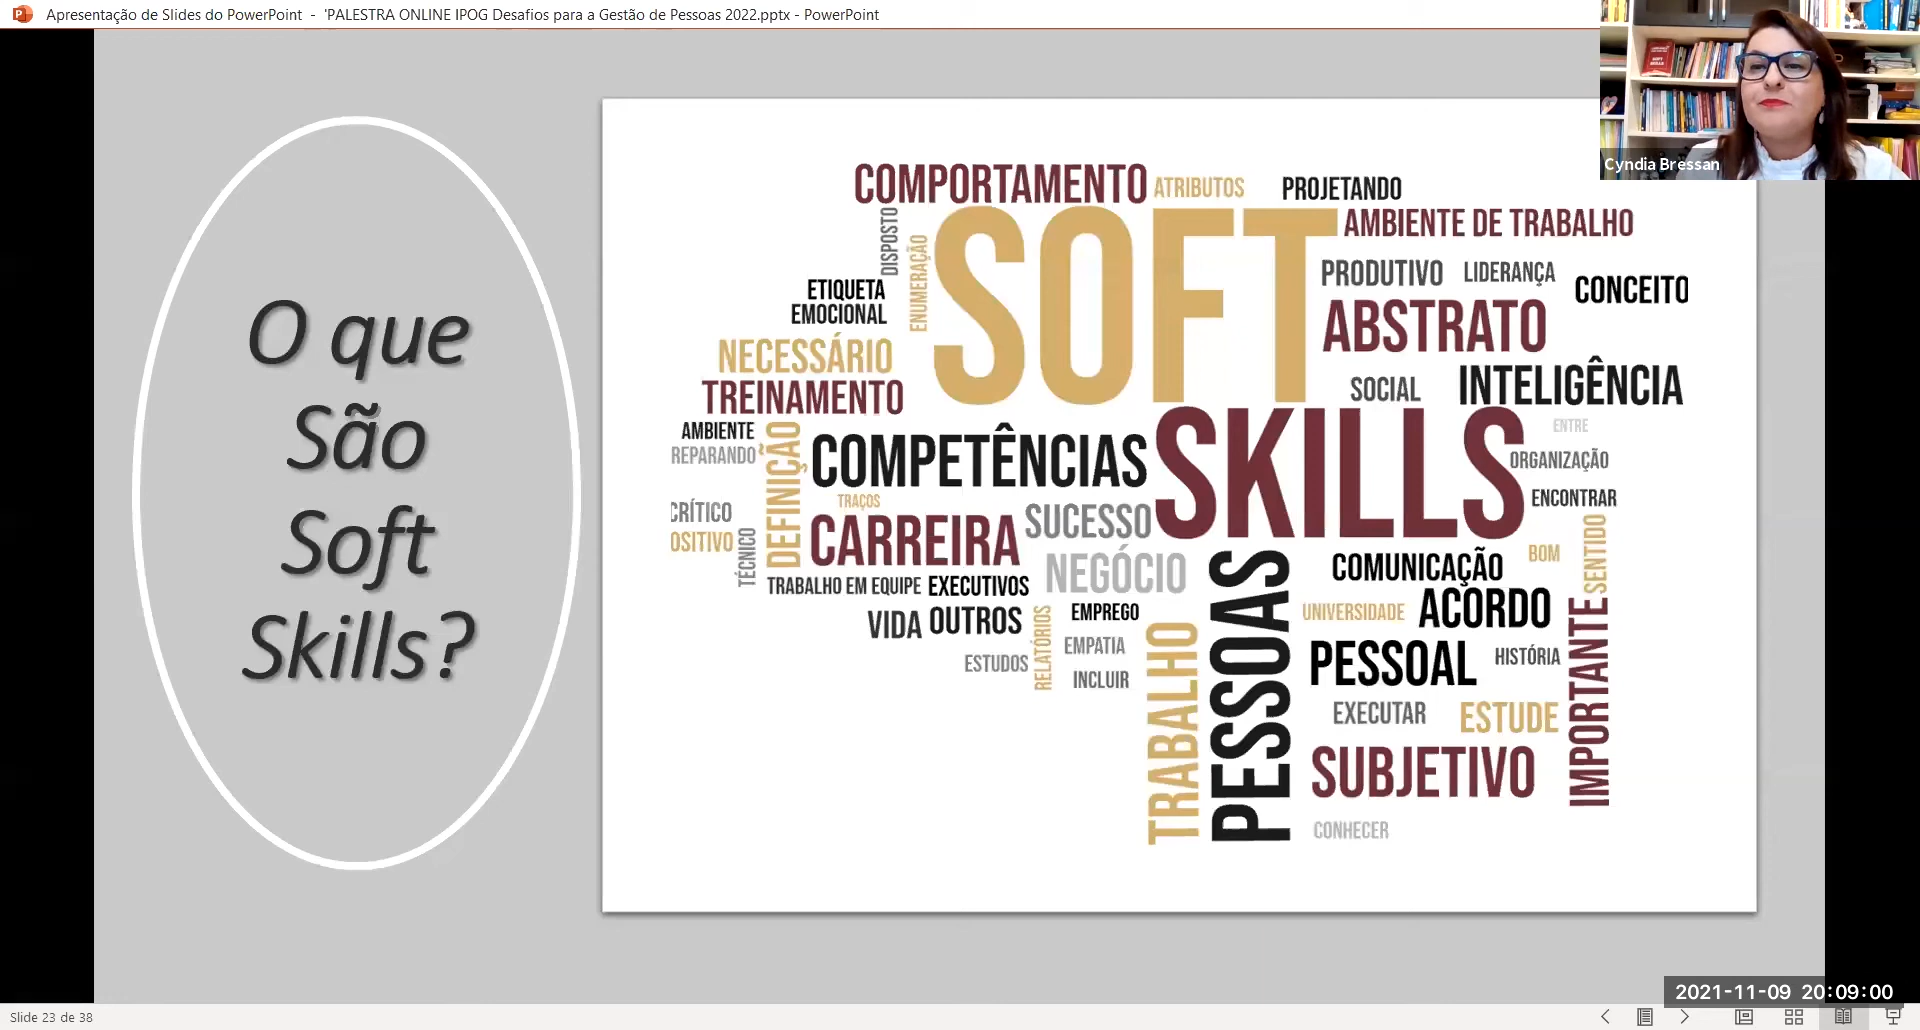 Apresentação de Slides do PowerPoint - 'PALESTRA ONLINE IPOG Desafios para a Gestão de Pessoas 2022.pptx - PowerPoint
Cyndia Bressan
O que
São
Soft
Skills?
COMPORTAMENTO
ATRIBUTOS
PROJETANDO
DISPOSTO
ENUMERAÇÃO
SOFT
AMBIENTE DE TRABALHO
ETIQUETA
EMOCIONAL
PRODUTIVO
LIDERANÇA
CONCEITO
NECESSÁRIO
ABSTRATO
TREINAMENTO
SOCIAL
INTELIGÊNCIA
AMBIENTE
REPARANDO
DEFINIÇÃO
COMPETÊNCIAS
SKILLS
ENTRE
ORGANIZAÇÃO
TRAÇOS
ENCONTRAR
CRÍTICO
OSITIVO
TÉCNICO
CARREIRA
SUCESSO
NEGÓCIO
TRABALHO EM EQUIPE
EXECUTIVOS
PESSOAS
COMUNICAÇÃO
BOM
SENTIDO
VIDA
OUTROS
RELATÓRIOS
EMPREGO
UNIVERSIDADE
ACORDO
EMPATIA
ESTUDOS
INCLUIR
TRABALHO
PESSOAL
HISTÓRIA
IMPORTANTE
EXECUTAR
ESTUDE
SUBJETIVO
CONHECER
2021-11-09 20:09:00
Slide 23 de 38